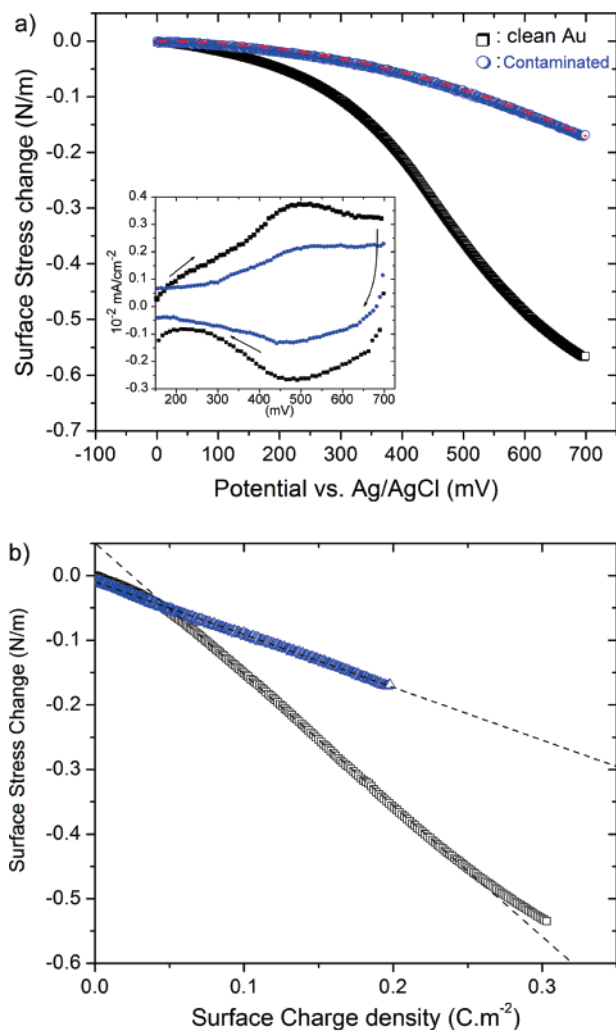 a)
0.0
-0.1
-0.2
-0.3
-0.4
-0.5
-0.6
-0.7
Surface Stress change (N/m)
: clean Au
: Contaminated
0.4
0.3
0.2
0.1
0.0
-0.1
-0.2
-0.3
10-2 mA/cm-2
200 300 400 500 600 700
(mV)
-100 0 100 200 300 400 500 600 700
Potential vs. Ag/AgCl (mV)
b)
0.0
-0.1
-0.2
-0.3
-0.4
-0.5
-0.6
Surface Stress Change (N/m)
0.0 0.1 0.2 0.3
Surface Charge density (C.m-2)